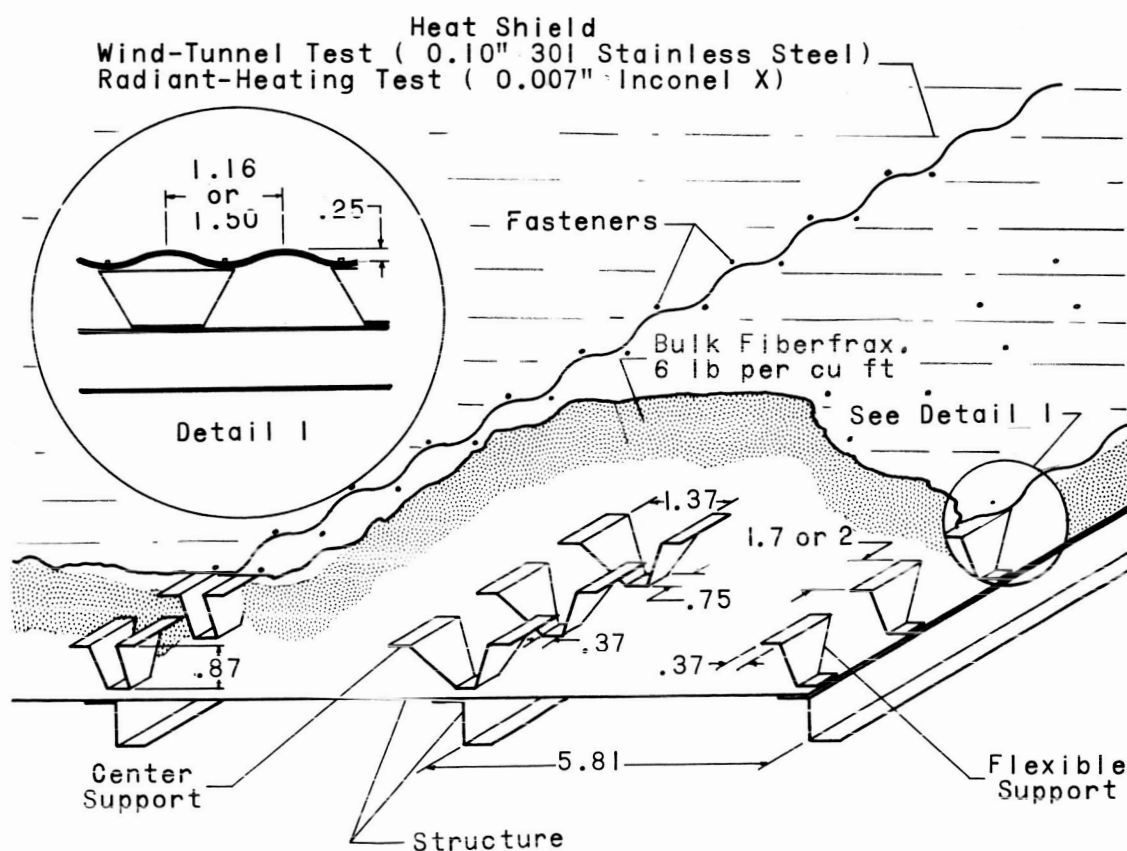 Heat Shield
Wind-Tunnel Test ( 0.10" 301 Stainless Steel)
Radiant-Heating Test ( 0.007" Inconel X)
1.16
or
1.50
.25
Detail 1
Fasteners
Bulk Fiberfrax,
6 lb per cu ft
See Detail 1
1.37
1.7 or 2
.75
.37
.37
.87
5.81
Center
Support
Flexible
Support
Structure